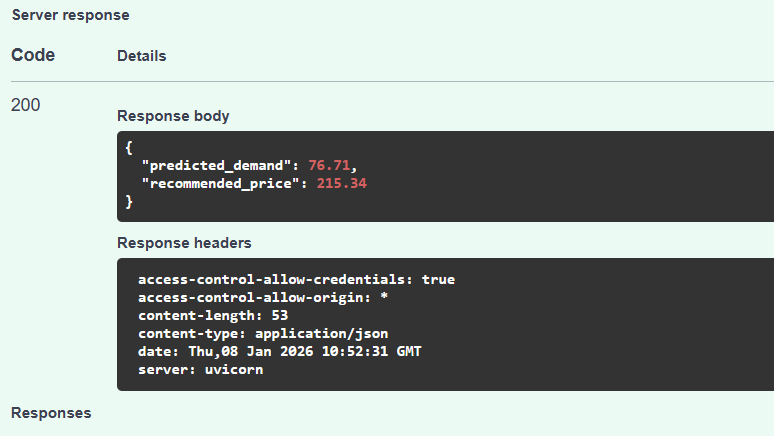 Server response
Code Details
200
Response body
{
  "predicted_demand": 76.71,
  "recommended_price": 215.34
}
Response headers
access-control-allow-credentials: true
access-control-allow-origin: *
content-length: 53
content-type: application/json
date: Thu,08 Jan 2026 10:52:31 GMT
server: uvicorn
Responses